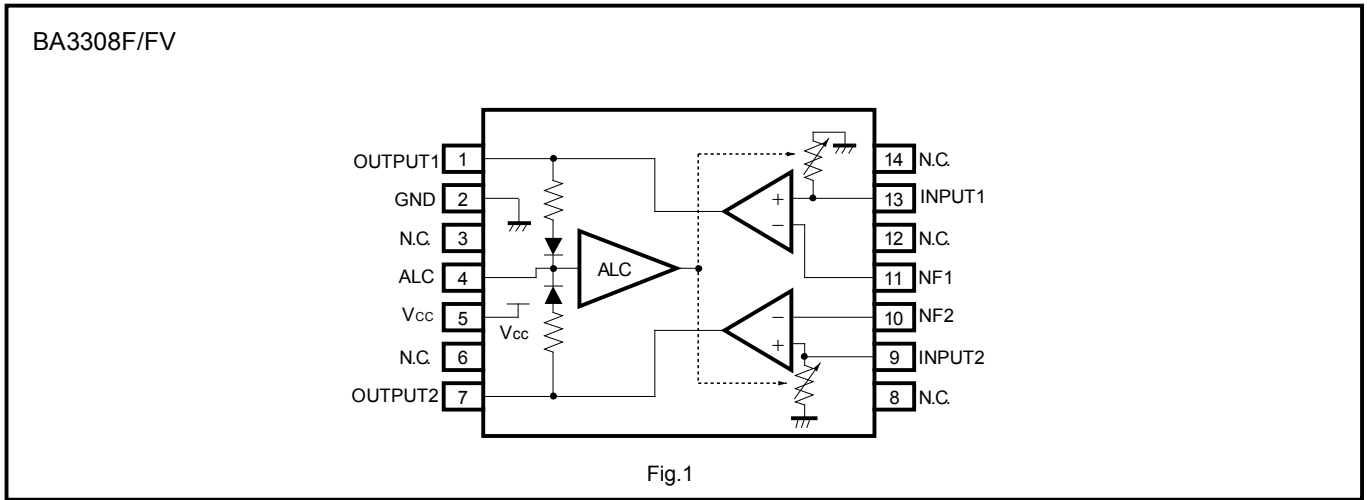 BA3308F/FV
OUTPUT1 1
GND 2
N.C. 3
ALC 4
Vcc 5
N.C. 6
OUTPUT2 7
Vcc
ALC
+
−
−
+
14 N.C.
13 INPUT1
12 N.C.
11 NF1
10 NF2
9 INPUT2
8 N.C.
Fig.1